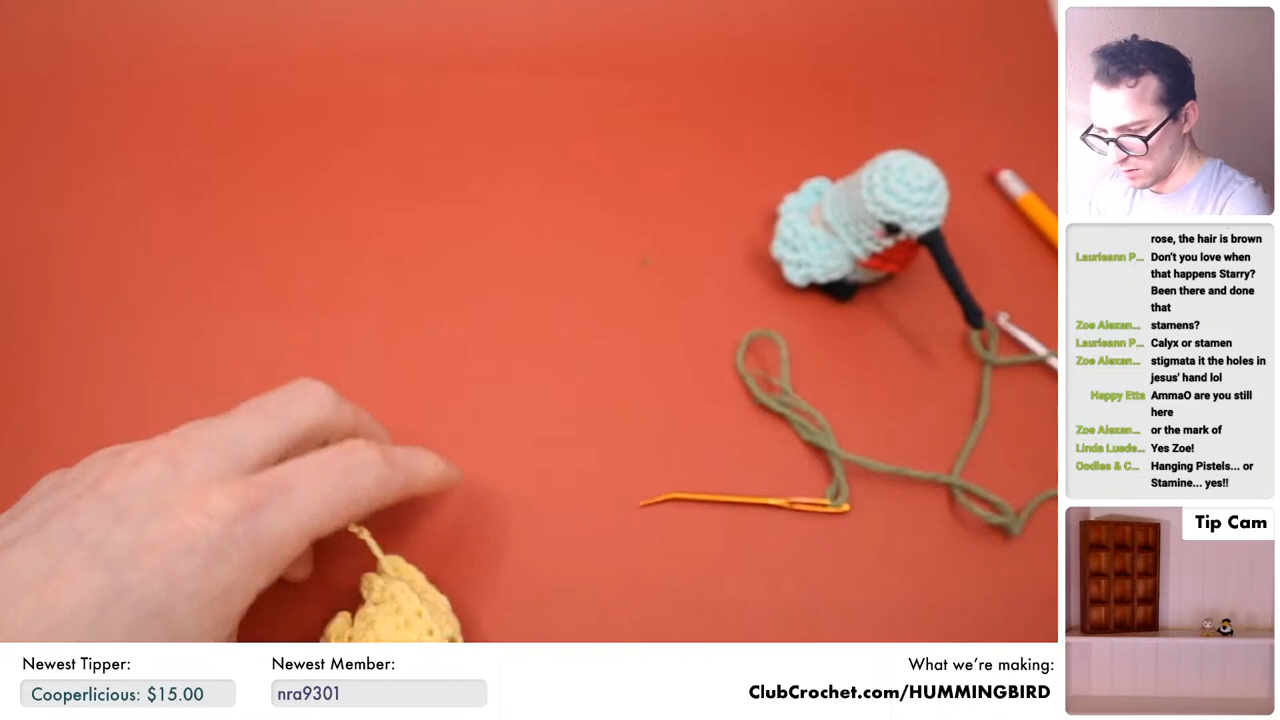 rose, the hair is brown
Laurieann P... Don't you love when
that happens Starry?
Been there and done
that
Zoe Alexan... stamens?
Laurieann P... Calyx or stamen
Zoe Alexan... stigmata it the holes in
jesus' hand lol
Happy Etta AmmaO are you still
here
Zoe Alexan... or the mark of
Linda Luede... Yes Zoe!
Oodles & C... Hanging Pistels... or
Stamine... yes!!
Tip Cam
Newest Tipper:
Cooperlicious: $15.00
Newest Member:
nra9301
What we're making:
ClubCrochet.com/HUMMINGBIRD